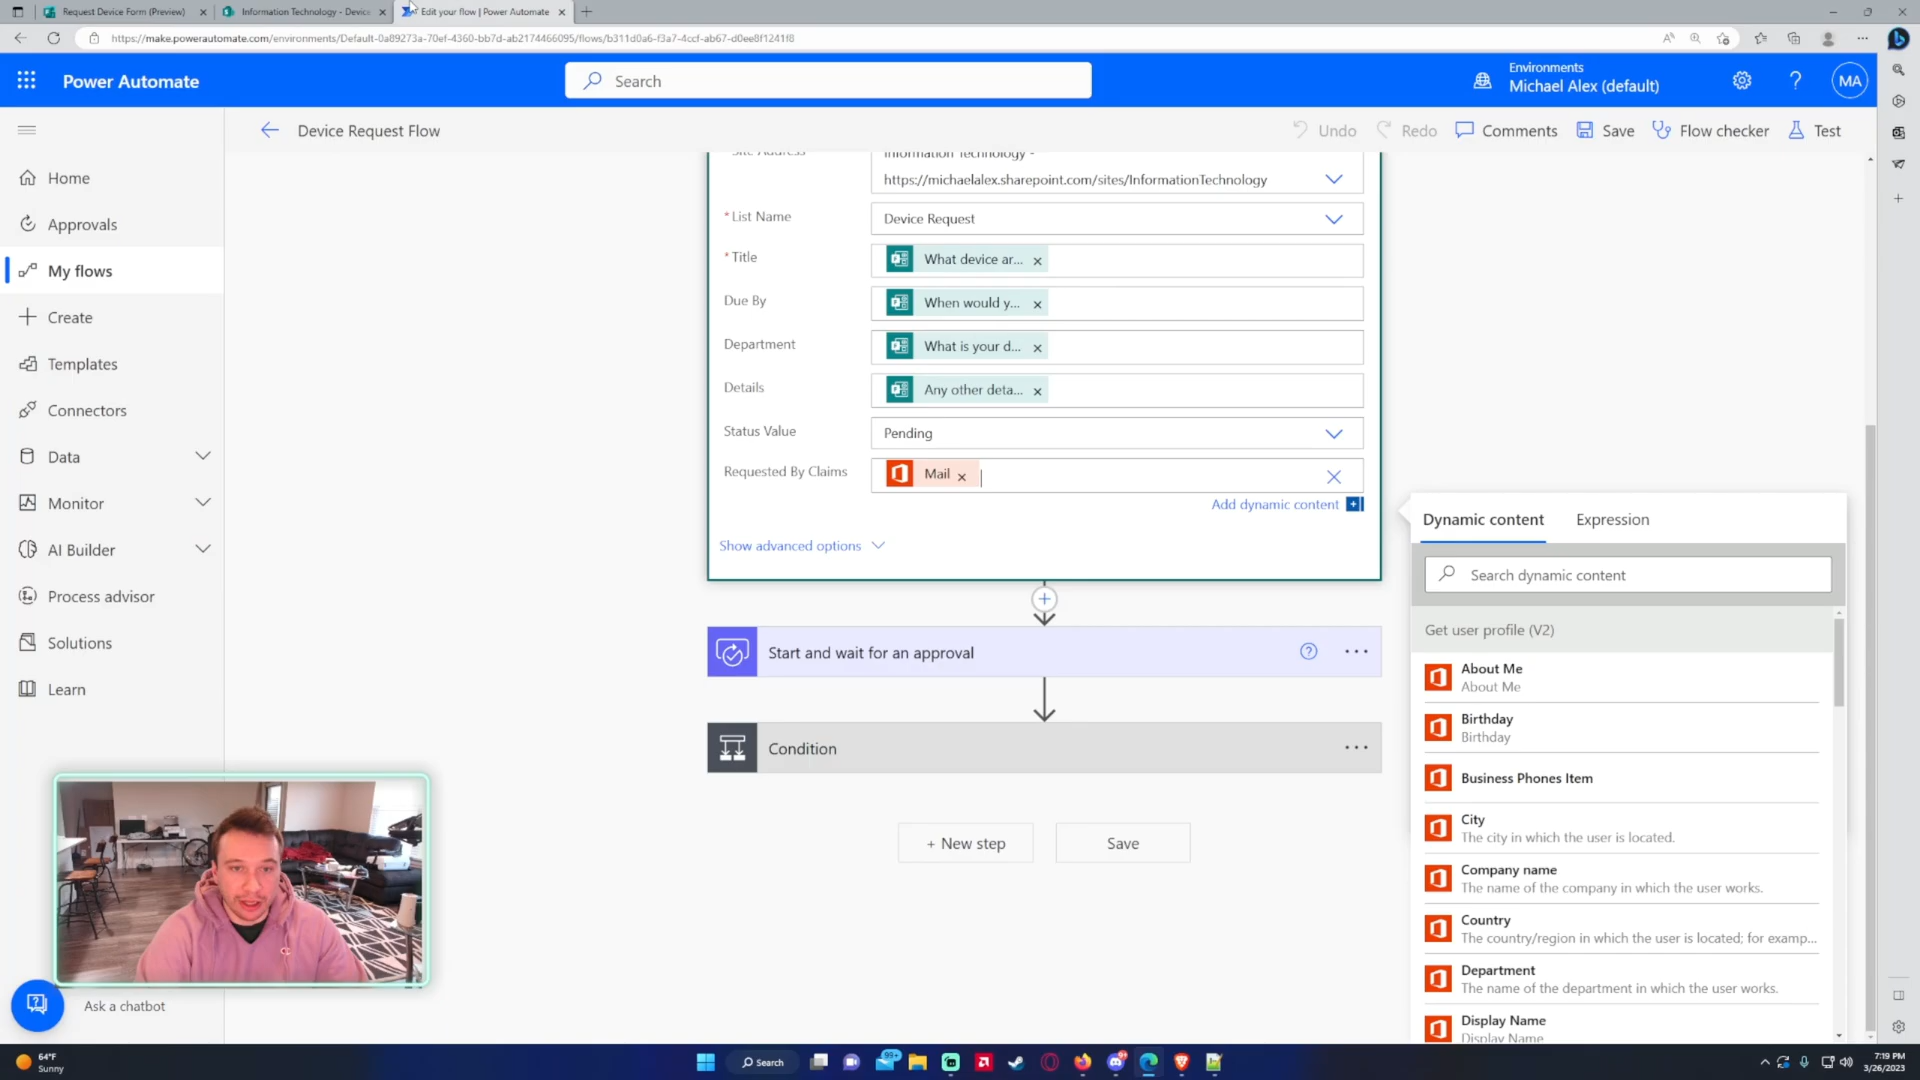 Request Device Form (Preview)
Information Technology - Device
Edit your flow | Power Automate
https://make.powerautomate.com/environments/Default-0a89273a-70ef-4360-bb7d-ab2174466095/flows/b311d0a6-f3a7-4ccf-ab67-d0ee8f1241f8
Power Automate
Search
Environments
Michael Alex (default)
MA
Device Request Flow
Undo
Redo
Comments
Save
Flow checker
Test
Home
Approvals
My flows
Create
Templates
Connectors
Data
Monitor
AI Builder
Process advisor
Solutions
Learn
Ask a chatbot
Site Address
Information Technology -
https://michaelalex.sharepoint.com/sites/InformationTechnology
* List Name
Device Request
* Title
What device ar... ×
Due By
When would y... ×
Department
What is your d... ×
Details
Any other deta... ×
Status Value
Pending
Requested By Claims
Mail ×
Add dynamic content
Show advanced options
Start and wait for an approval
Condition
+ New step
Save
Dynamic content
Expression
Search dynamic content
Get user profile (V2)
About Me
About Me
Birthday
Birthday
Business Phones Item
City
The city in which the user is located.
Company name
The name of the company in which the user works.
Country
The country/region in which the user is located; for examp...
Department
The name of the department in which the user works.
Display Name
Display Name
64°F
Sunny
Search
99+
7:19 PM
3/26/2023